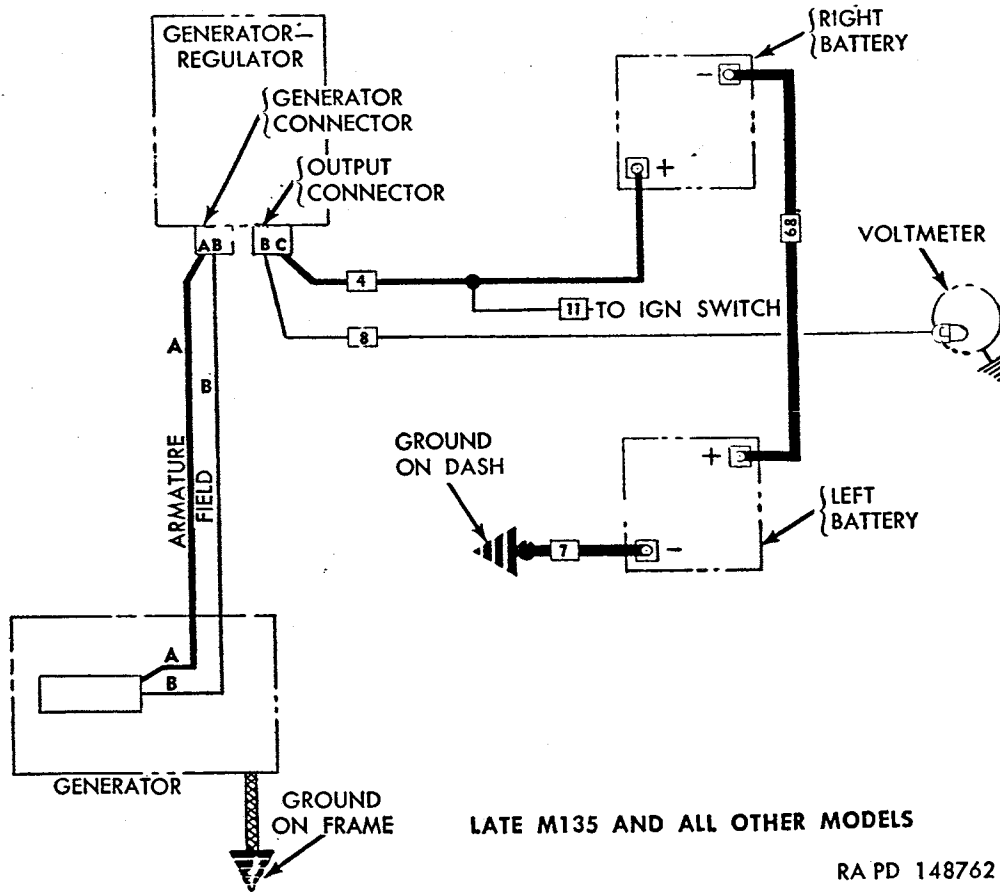 GENERATOR-
REGULATOR
GENERATOR
CONNECTOR
OUTPUT
CONNECTOR
AB
B C
RIGHT
BATTERY
-
+
4
11
TO IGN SWITCH
8
68
VOLTMETER
A
B
ARMATURE
FIELD
GROUND
ON DASH
+
7
-
LEFT
BATTERY
A
B
GENERATOR
GROUND
ON FRAME
LATE M135 AND ALL OTHER MODELS
RA PD 148762